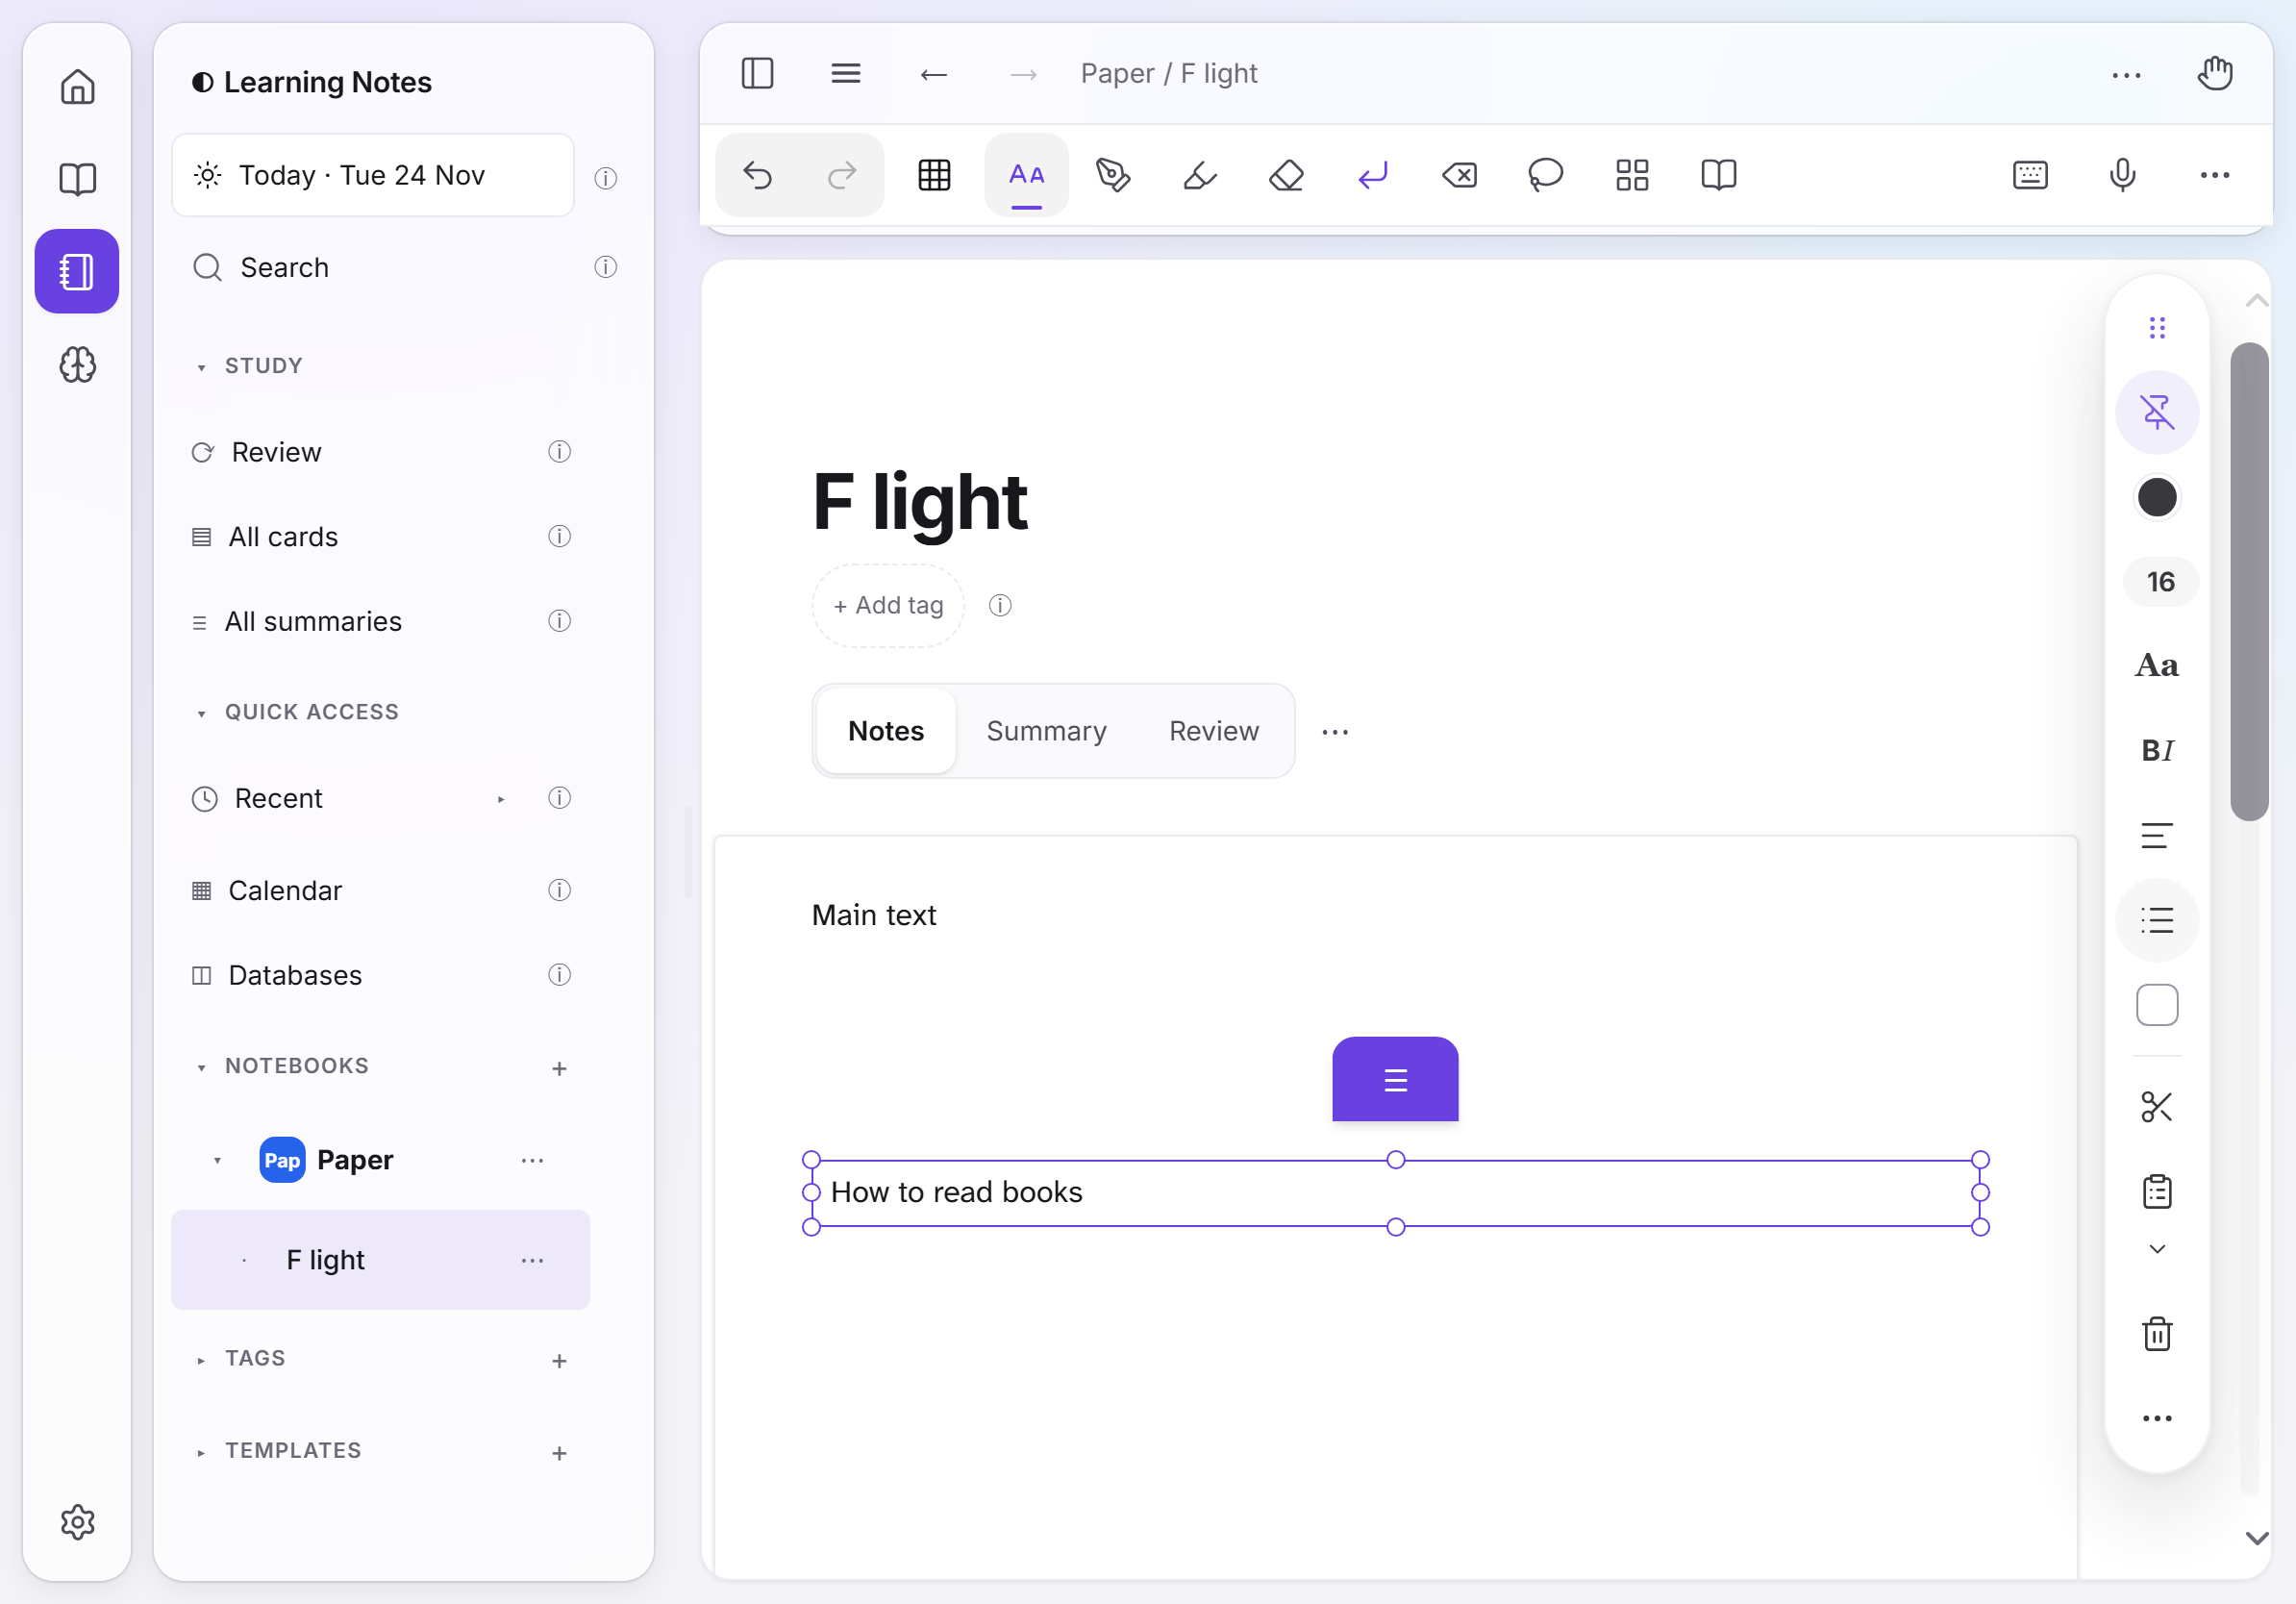 Learning Notes
Today · Tue 24 Nov
Search
STUDY
Review
All cards
All summaries
QUICK ACCESS
Recent
Calendar
Databases
NOTEBOOKS
Pap Paper
F light
TAGS
TEMPLATES
Paper / F light
AA
F light
+ Add tag
Notes Summary Review
Main text
How to read books
16
Aa
BI